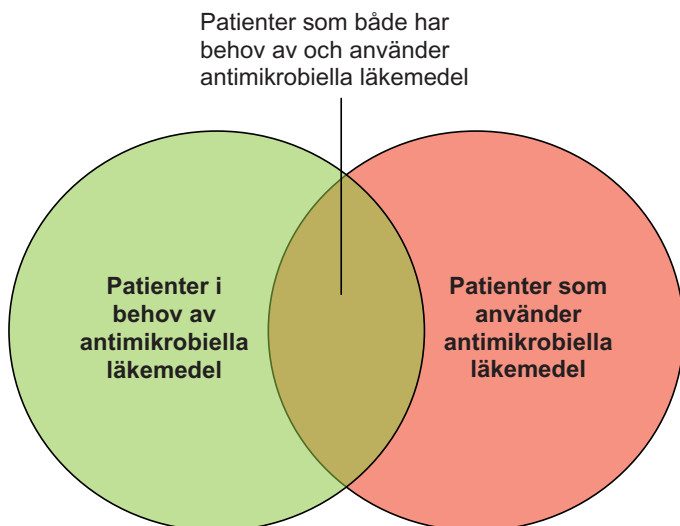 Patienter som både har
behov av och använder
antimikrobiella läkemedel
Patienter i
behov av
antimikrobiella
läkemedel
Patienter som
använder
antimikrobiella
läkemedel